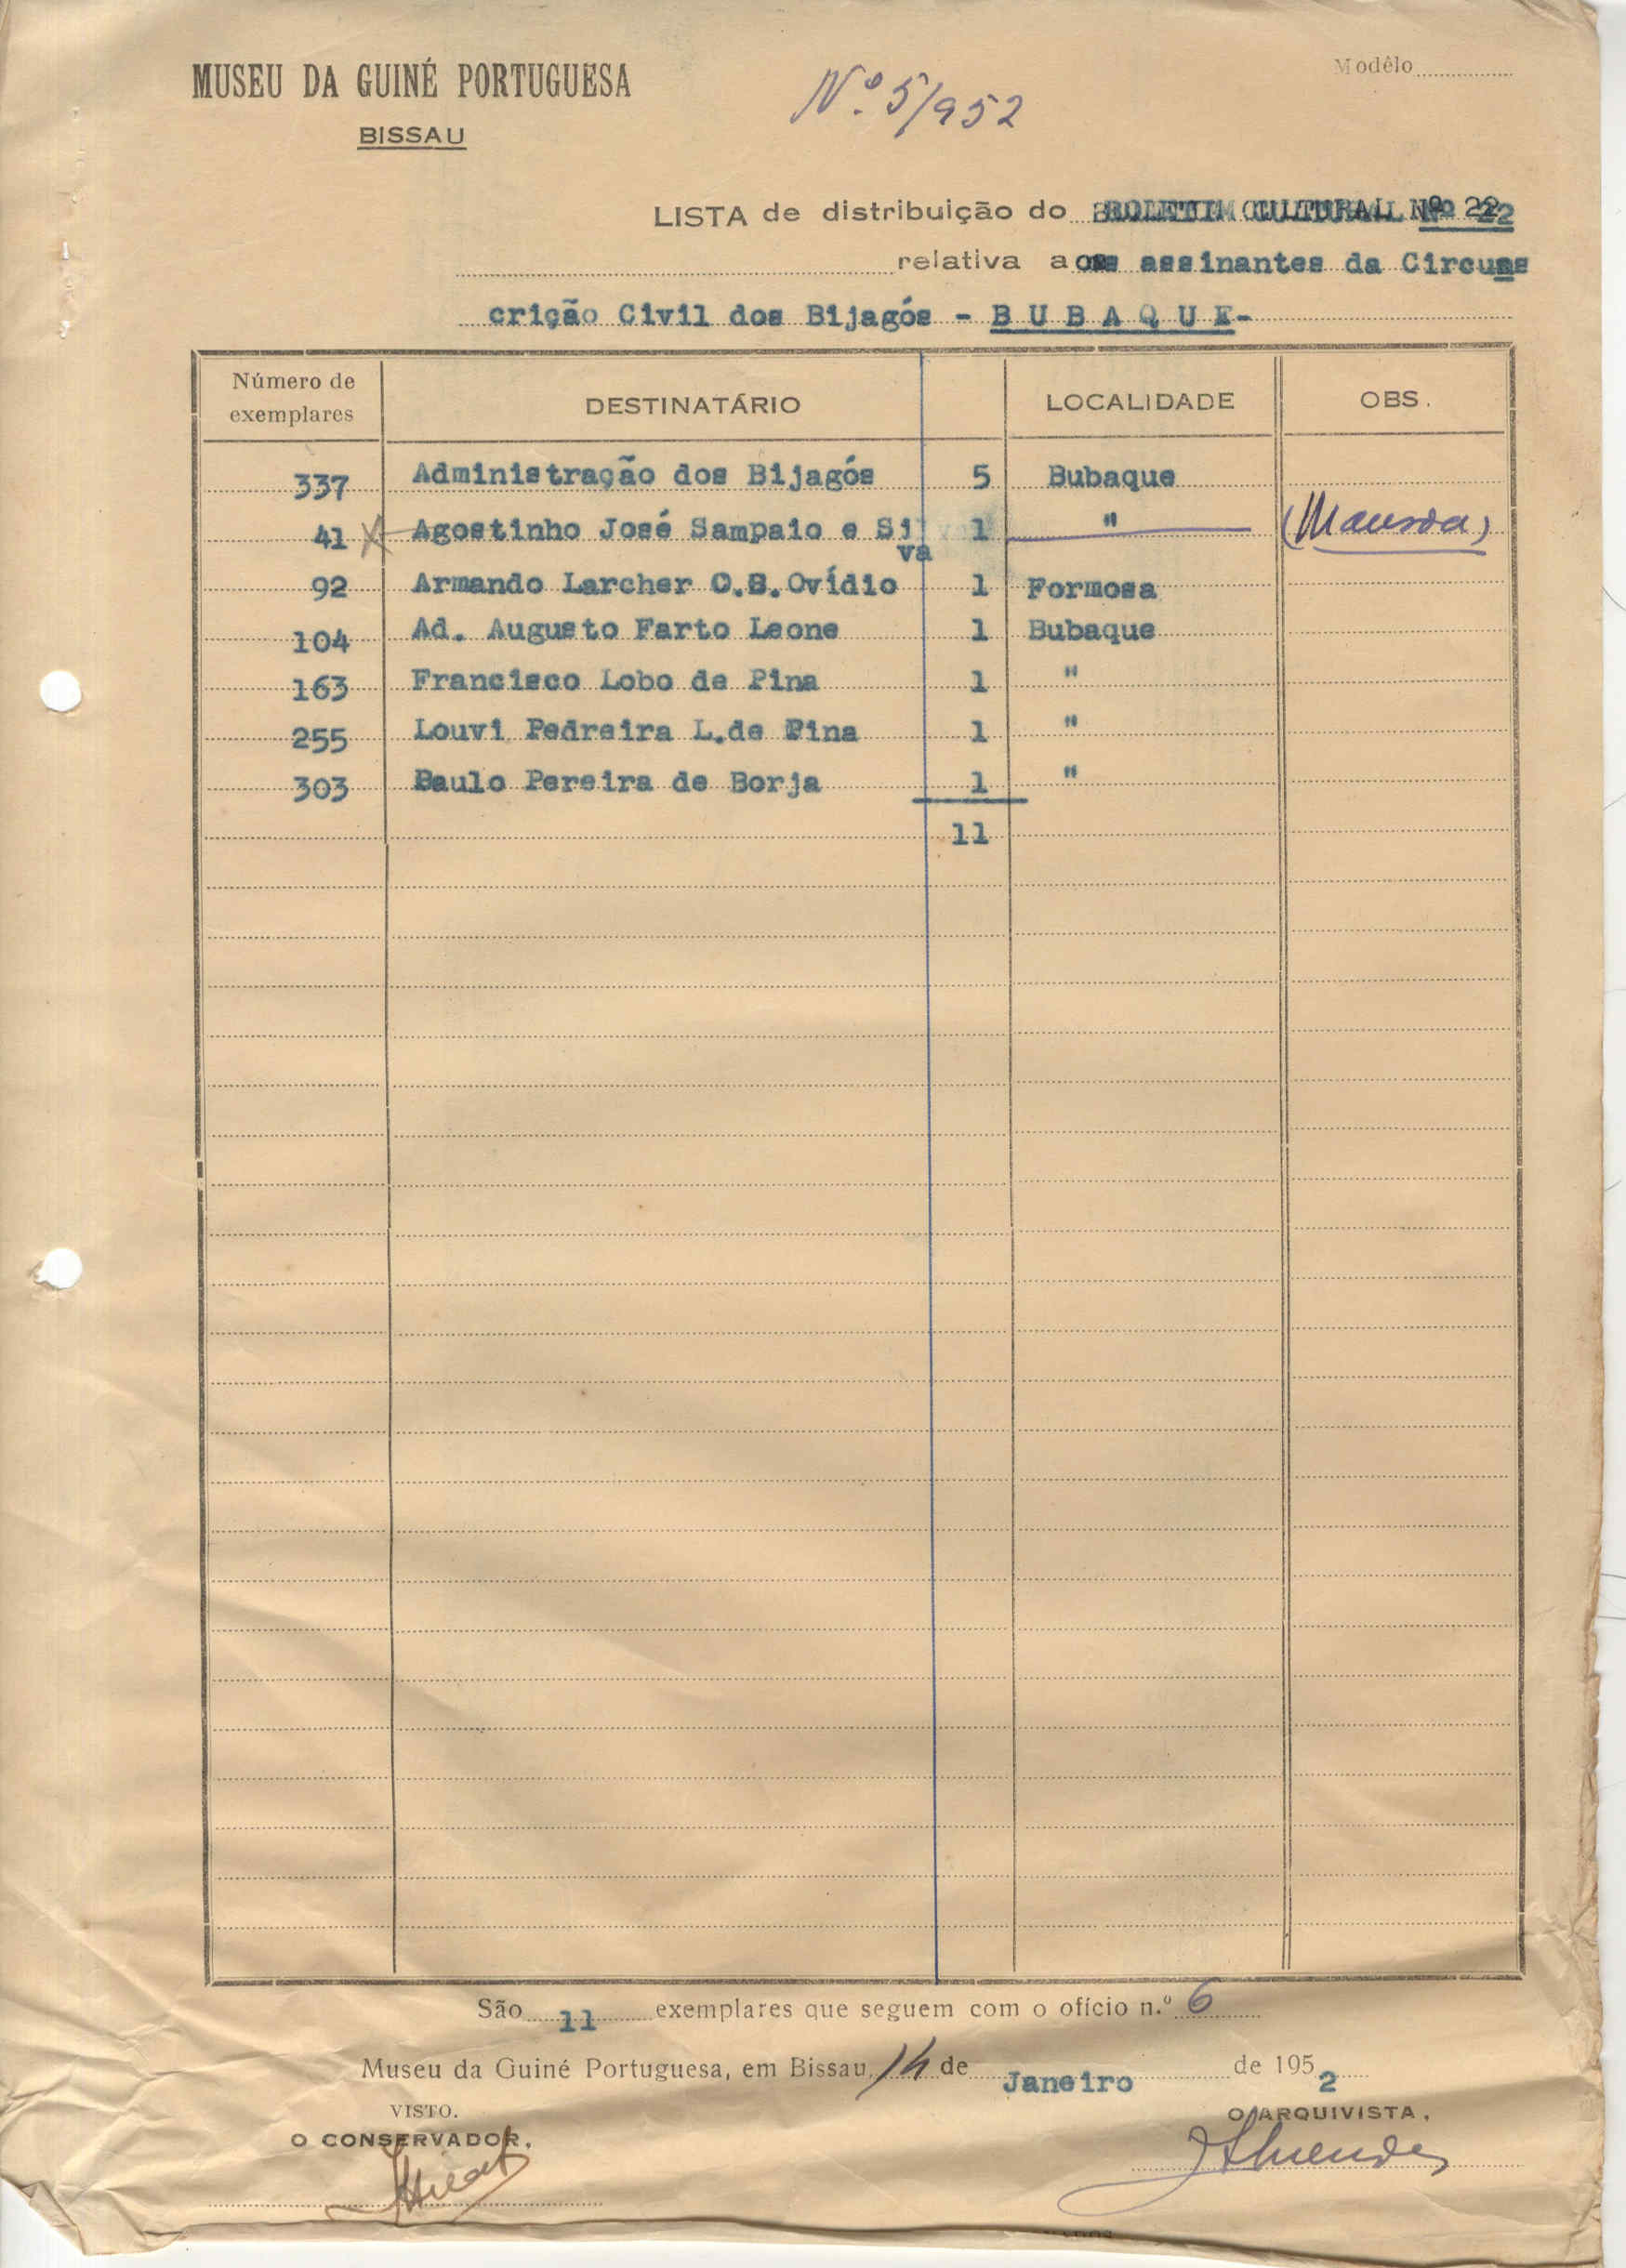 MUSEU DA GUINÉ PORTUGUESA
BISSAU
Nº. 5/952
Modêlo
LISTA de distribuição do BOLETIM CULTURAL Nº 22
relativa aos assinantes da Circuns
crição Civil dos Bijagós - B U B A Q U E-
Número de exemplares DESTINATÁRIO LOCALIDADE OBS.
337 Administração dos Bijagós 5 Bubaque
41 X Agostinho José Sampaio e Sil 1 " (Mansoa)
va
92 Armando Larcher C.S.Ovídio 1 Formosa
104 Ad. Augusto Farto Leone 1 Bubaque
163 Francisco Lobo de Pina 1 "
255 Louvi Pedreira L.de Pina 1 "
303 Paulo Pereira de Borja 1 "
11
São 11 exemplares que seguem com o ofício n.º 6
Museu da Guiné Portuguesa, em Bissau, 14 de Janeiro de 1952
VISTO.
O CONSERVADOR,
O ARQUIVISTA,